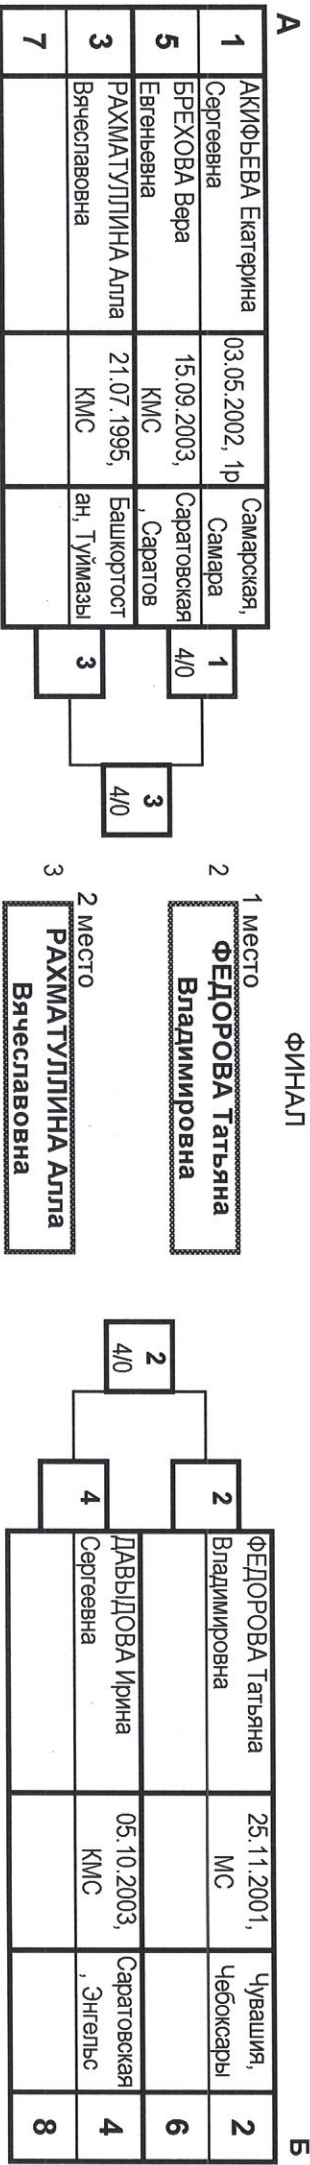 А
1
АКИФЬЕВА Екатерина
Сергеевна
03.05.2002, 1р
Самарская,
Самара
5
БРЕХОВА Вера
Евгеньевна
15.09.2003,
КМС
Саратовская
, Саратов
3
РАХМАТУЛЛИНА Алла
Вячеславовна
21.07.1995,
КМС
Башкортост
ан, Туймазы
7
1
4/0
3
3
4/0
ФИНАЛ
1 место
2
ФЕДОРОВА Татьяна
Владимировна
2 место
3
РАХМАТУЛЛИНА Алла
Вячеславовна
2
4/0
2
4
Б
ФЕДОРОВА Татьяна
Владимировна
25.11.2001,
МС
Чувашия,
Чебоксары
2
6
ДАВЫДОВА Ирина
Сергеевна
05.10.2003,
КМС
Саратовская
, Энгельс
4
8